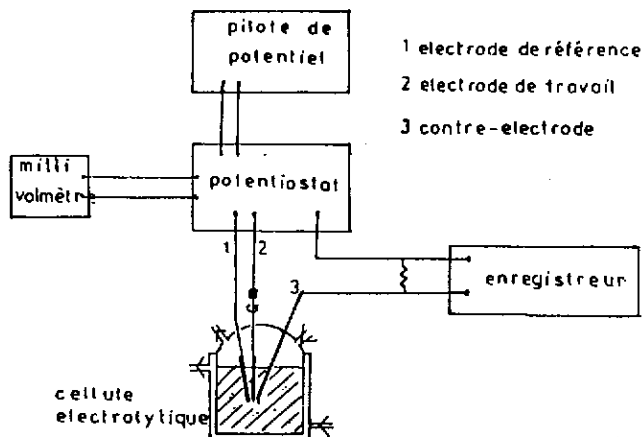 pilote de
potentiel
1 electrode de référence
2 electrode de travail
3 contre-electrode
milli
volmètr
potentiostat
1
2
3
enregistreur
cellule
electrolytique